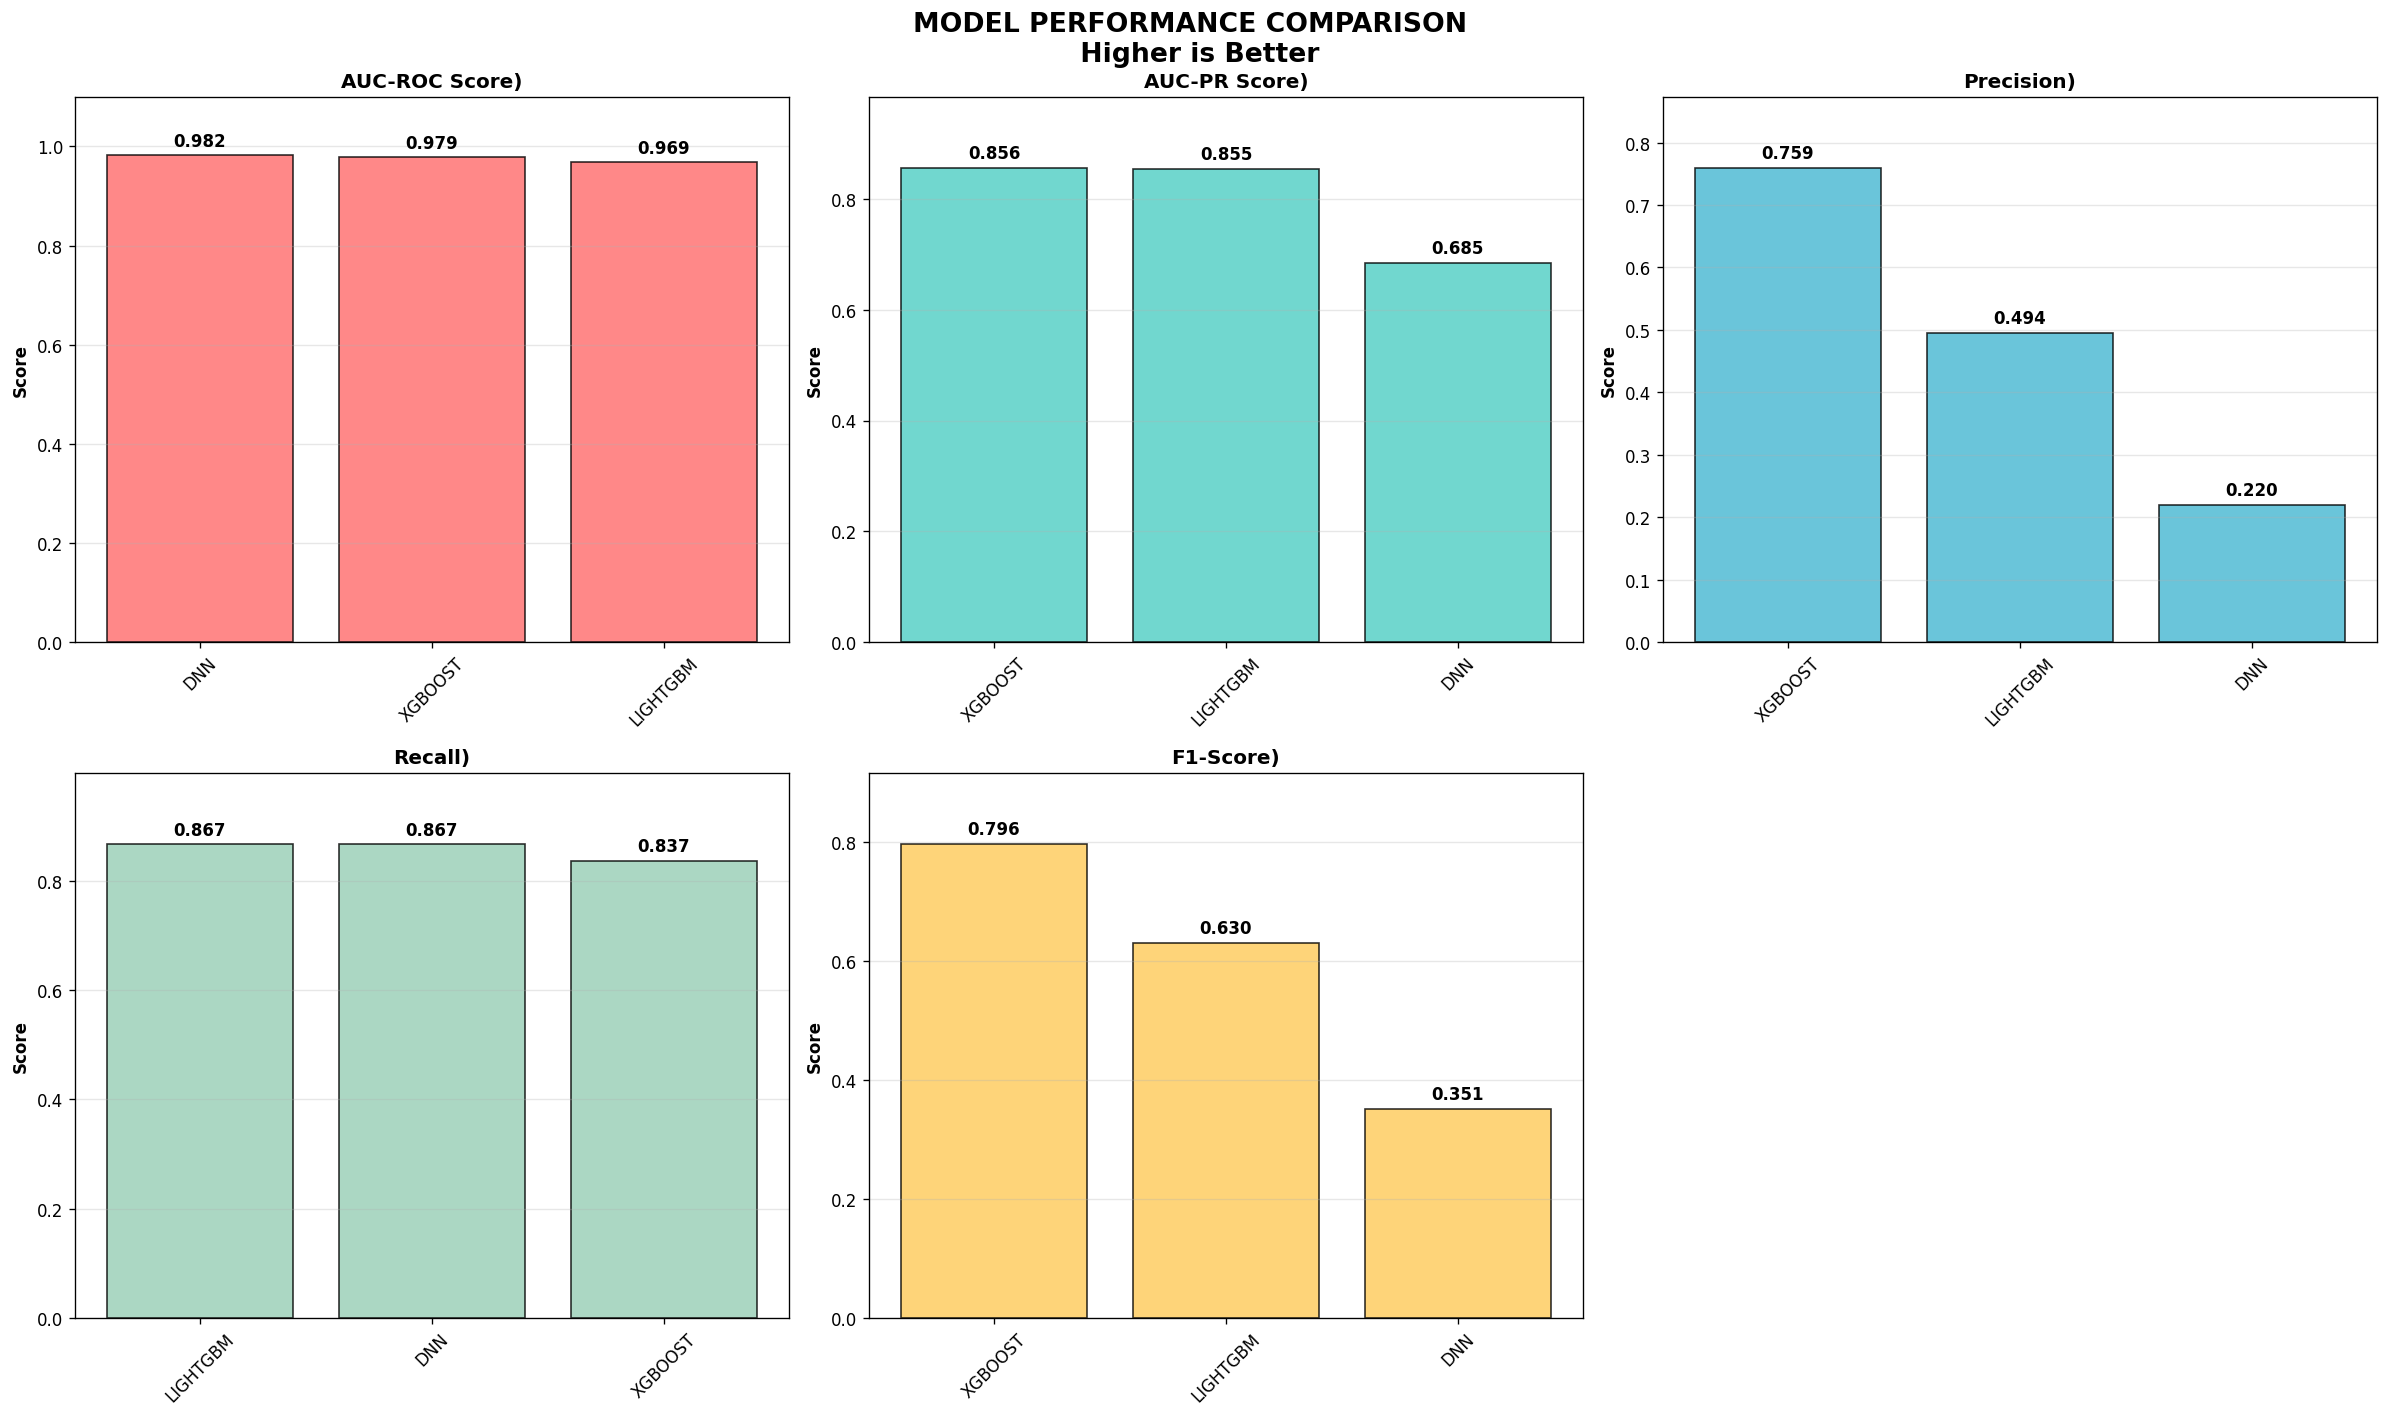 MODEL PERFORMANCE COMPARISON
Higher is Better
AUC-ROC Score)
Score
1.0
0.8
0.6
0.4
0.2
0.0
0.982
0.979
0.969
DNN
XGBOOST
LIGHTGBM
AUC-PR Score)
Score
0.8
0.6
0.4
0.2
0.0
0.856
0.855
0.685
XGBOOST
LIGHTGBM
DNN
Precision)
Score
0.8
0.7
0.6
0.5
0.4
0.3
0.2
0.1
0.0
0.759
0.494
0.220
XGBOOST
LIGHTGBM
DNN
Recall)
Score
0.8
0.6
0.4
0.2
0.0
0.867
0.867
0.837
LIGHTGBM
DNN
XGBOOST
F1-Score)
Score
0.8
0.6
0.4
0.2
0.0
0.796
0.630
0.351
XGBOOST
LIGHTGBM
DNN